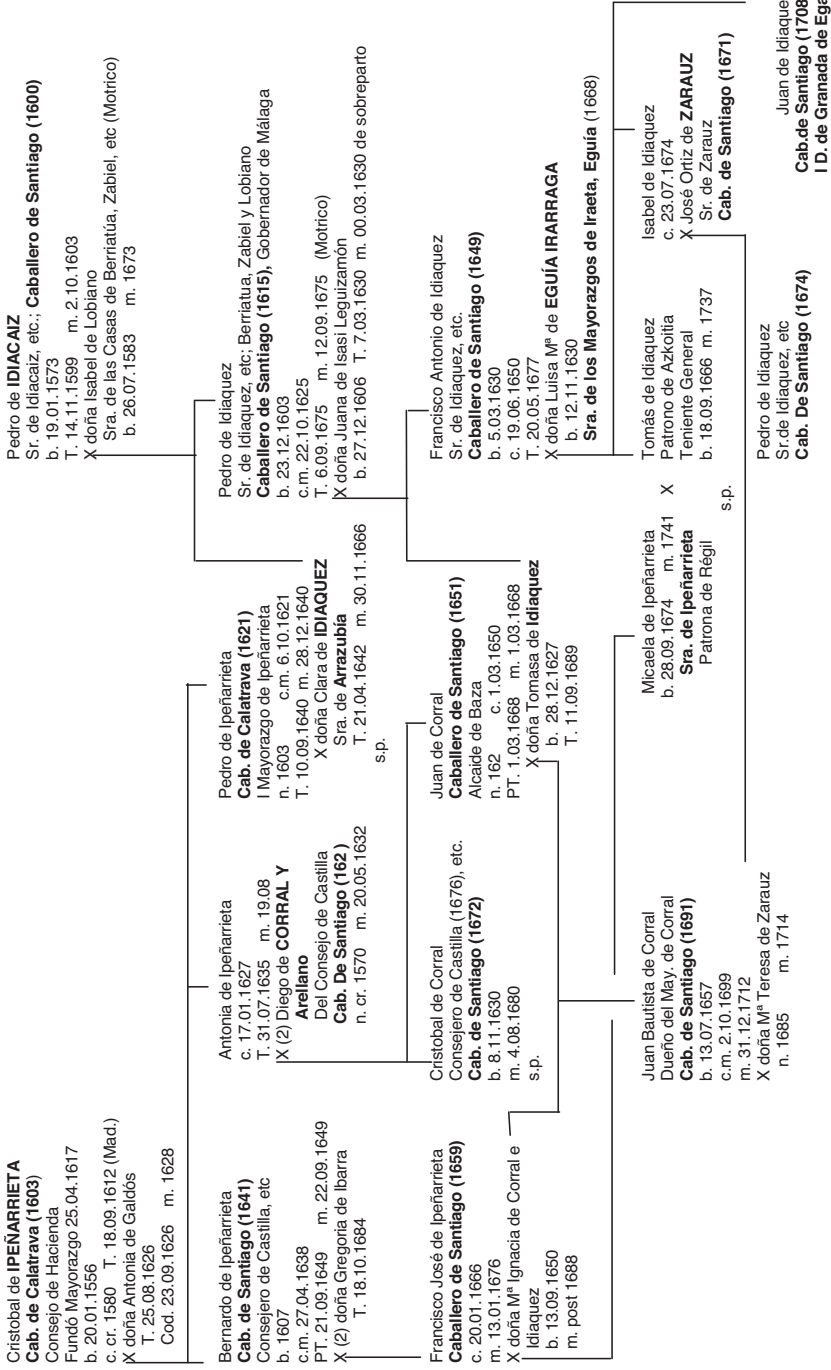 Cristobal de IPEÑARRIETA
Cab. de Calatrava (1603)
Consejo de Hacienda
Fundó Mayorazgo 25.04.1617
b. 20.01.1556
c. cr. 1580 T. 18.09.1612 (Mad.)
X doña Antonia de Galdós
T. 25.08.1626
Cod. 23.09.1626 m. 1628
Pedro de IDIACAIZ
Sr. de Idiacaiz, etc.; Caballero de Santiago (1600)
b. 19.01.1573
T. 14.11.1599 m. 2.10.1603
X doña Isabel de Lobiano
Sra. de las Casas de Berriatúa, Zabiel, etc (Motrico)
b. 26.07.1583 m. 1673
Bernardo de Ipeñarrieta
Cab. de Santiago (1641)
Consejero de Castilla, etc
b. 1607
c.m. 27.04.1638
PT. 21.09.1649 m. 22.09.1649
X (2) doña Gregoria de Ibarra
T. 18.10.1684
Antonia de Ipeñarrieta
c. 17.01.1627
T. 31.07.1635 m. 19.08
X (2) Diego de CORRAL Y
Arellano
Del Consejo de Castilla
Cab. De Santiago (162 )
n. cr. 1570 m. 20.05.1632
Pedro de Ipeñarrieta
Cab. de Calatrava (1621)
I Mayorazgo de Ipeñarrieta
n. 1603 c.m. 6.10.1621
T. 10.09.1640 m. 28.12.1640
X doña Clara de IDIAQUEZ
Sra. de Arrazubía
T. 21.04.1642 m. 30.11.1666
s.p.
Pedro de Idiaquez
Sr. de Idiaquez, etc; Berriatua, Zabiel y Lobiano
Caballero de Santiago (1615), Gobernador de Málaga
b. 23.12.1603
c.m. 22.10.1625
T. 6.09.1675 m. 12.09.1675 (Motrico)
X doña Juana de Isasi Leguizamón
b. 27.12.1606 T. 7.03.1630 m. 00.03.1630 de sobreparto
Francisco José de Ipeñarrieta
Caballero de Santiago (1659)
c. 20.01.1666
m. 13.01.1676
X doña Mª Ignacia de Corral e
Idiaquez
b. 13.09.1650
m. post 1688
Cristobal de Corral
Consejero de Castilla (1676), etc.
Cab. de Santiago (1672)
b. 8.11.1630
m. 4.08.1680
s.p.
Juan de Corral
Caballero de Santiago (1651)
Alcaide de Baza
n. 162 c. 1.03.1650
PT. 1.03.1668 m. 1.03.1668
X doña Tomasa de Idiaquez
b. 28.12.1627
T. 11.09.1689
Francisco Antonio de Idiaquez
Sr. de Idiaquez, etc.
Caballero de Santiago (1649)
b. 5.03.1630
c. 19.06.1650
T. 20.05.1677
X doña Luisa Mª de EGUÍA IRARRAGA
b. 12.11.1630
Sra. de los Mayorazgos de Iraeta, Eguía (1668)
Juan Bautista de Corral
Dueño del May. de Corral
Cab. de Santiago (1691)
b. 13.07.1657
c.m. 2.10.1699
m. 31.12.1712
X doña Mª Teresa de Zarauz
n. 1685 m. 1714
Micaela de Ipeñarrieta X
b. 28.09.1674 m. 1741
Sra. de Ipeñarrieta
Patrona de Régil
s.p.
Tomás de Idiaquez
Patrono de Azkoitia
Teniente General
b. 18.09.1666 m. 1737
Isabel de Idiaquez
c. 23.07.1674
X José Ortiz de ZARAUZ
Sr. de Zarauz
Cab. de Santiago (1671)
Pedro de Idiaquez
Sr.de Idiaquez, etc
Cab. De Santiago (1674)
Juan de Idiaque
Cab.de Santiago (1708
I D. de Granada de Ega